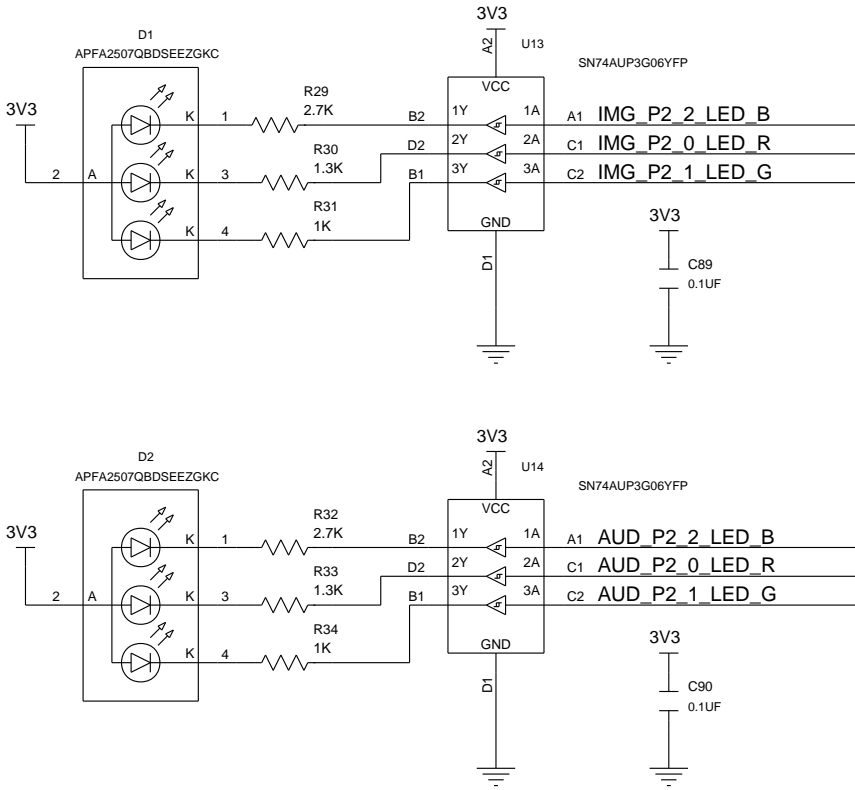 3V3
D1
U13
A2
APFA2507QBDSEEZGKC
SN74AUP3G06YFP
VCC
R29
2.7K
3V3
K 1 B2 1Y 1A A1 IMG_P2_2_LED_B
R30
1.3K
D2 2Y 2A C1 IMG_P2_0_LED_R
2 A K 3 B1 3Y 3A C2 IMG_P2_1_LED_G
R31
1K
K 4
GND
3V3
D1
C89
0.1UF
3V3
D2
U14
A2
APFA2507QBDSEEZGKC
SN74AUP3G06YFP
VCC
R32
2.7K
3V3
K 1 B2 1Y 1A A1 AUD_P2_2_LED_B
R33
1.3K
D2 2Y 2A C1 AUD_P2_0_LED_R
2 A K 3 B1 3Y 3A C2 AUD_P2_1_LED_G
R34
1K
K 4
GND
3V3
D1
C90
0.1UF